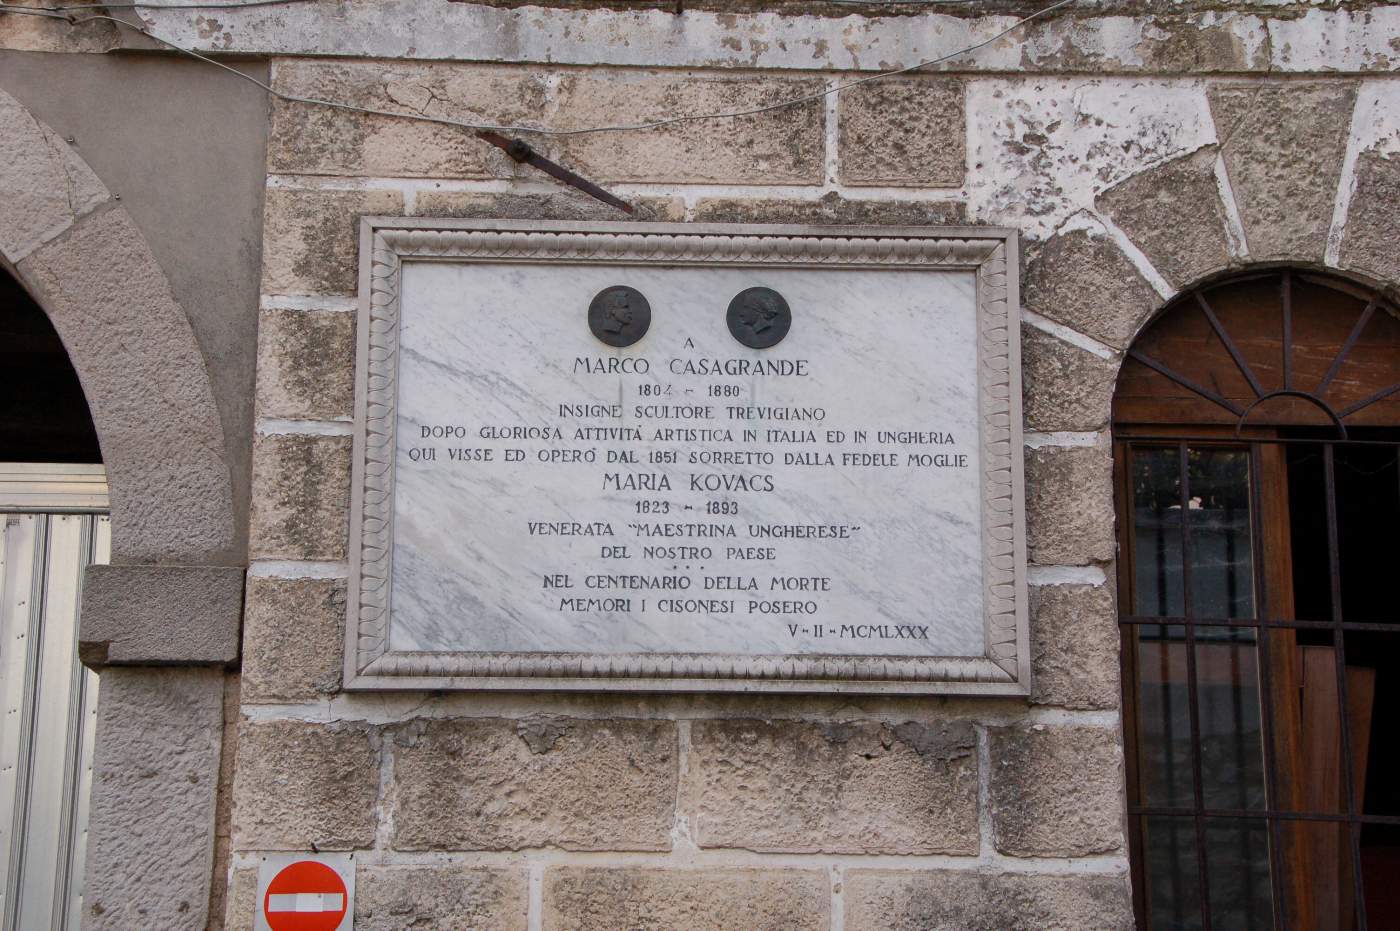 A
MARCO CASAGRANDE
1804 - 1880
INSIGNE SCULTORE TREVIGIANO
DOPO GLORIOSA ATTIVITÀ ARTISTICA IN ITALIA ED IN UNGHERIA
QUI VISSE ED OPERÒ DAL 1851 SORRETTO DALLA FEDELE MOGLIE
MARIA KOVACS
1823 - 1893
VENERATA "MAESTRINA UNGHERESE"
DEL NOSTRO PAESE
...
NEL CENTENARIO DELLA MORTE
MEMORI I CISONESI POSERO
V - II - MCMLXXX